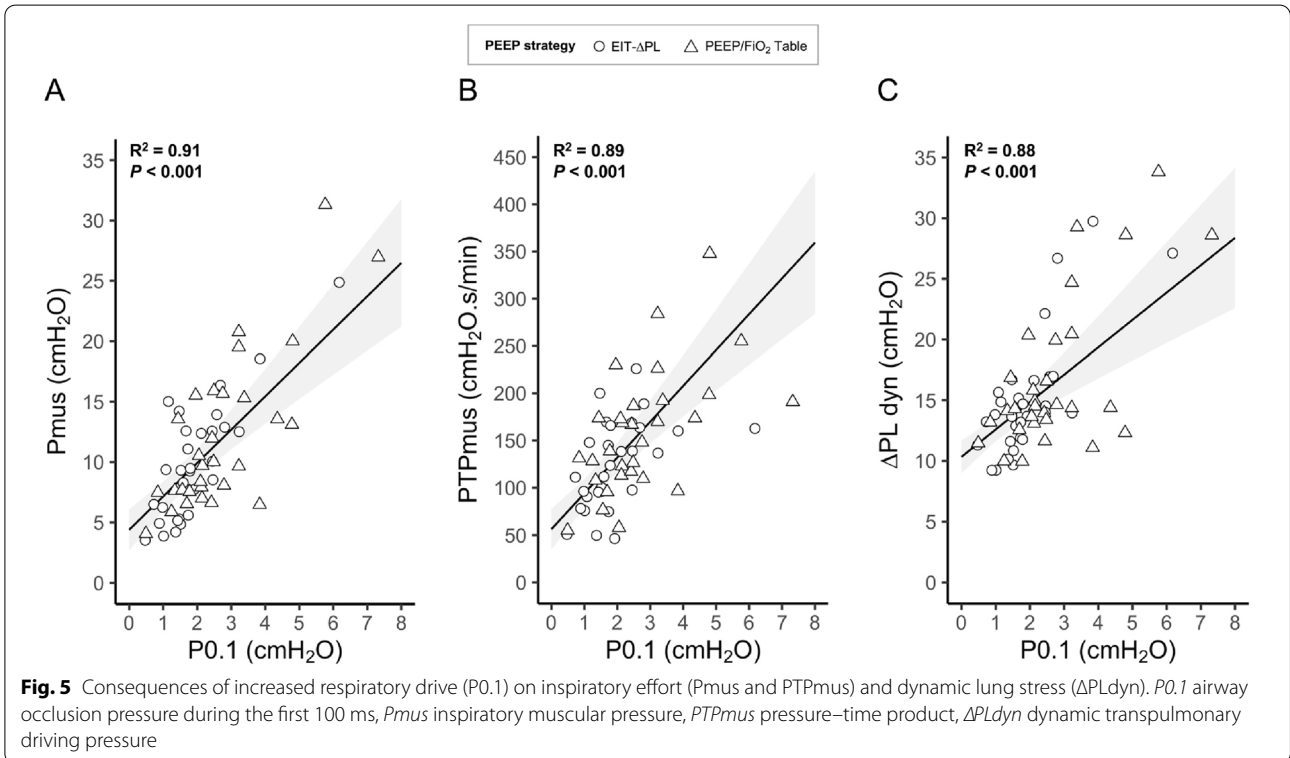 PEEP strategy ○ EIT-ΔPL △ PEEP/FiO₂ Table
A
R² = 0.91
P < 0.001
35
30
25
20
15
10
5
0
Pmus (cmH₂O)
0 1 2 3 4 5 6 7 8
P0.1 (cmH₂O)
B
R² = 0.89
P < 0.001
450
400
350
300
250
200
150
100
50
0
PTPmus (cmH₂O.s/min)
0 1 2 3 4 5 6 7 8
P0.1 (cmH₂O)
C
R² = 0.88
P < 0.001
35
30
25
20
15
10
5
0
ΔPL dyn (cmH₂O)
0 1 2 3 4 5 6 7 8
P0.1 (cmH₂O)
Fig. 5 Consequences of increased respiratory drive (P0.1) on inspiratory effort (Pmus and PTPmus) and dynamic lung stress (ΔPLdyn). P0.1 airway
occlusion pressure during the first 100 ms, Pmus inspiratory muscular pressure, PTPmus pressure–time product, ΔPLdyn dynamic transpulmonary
driving pressure